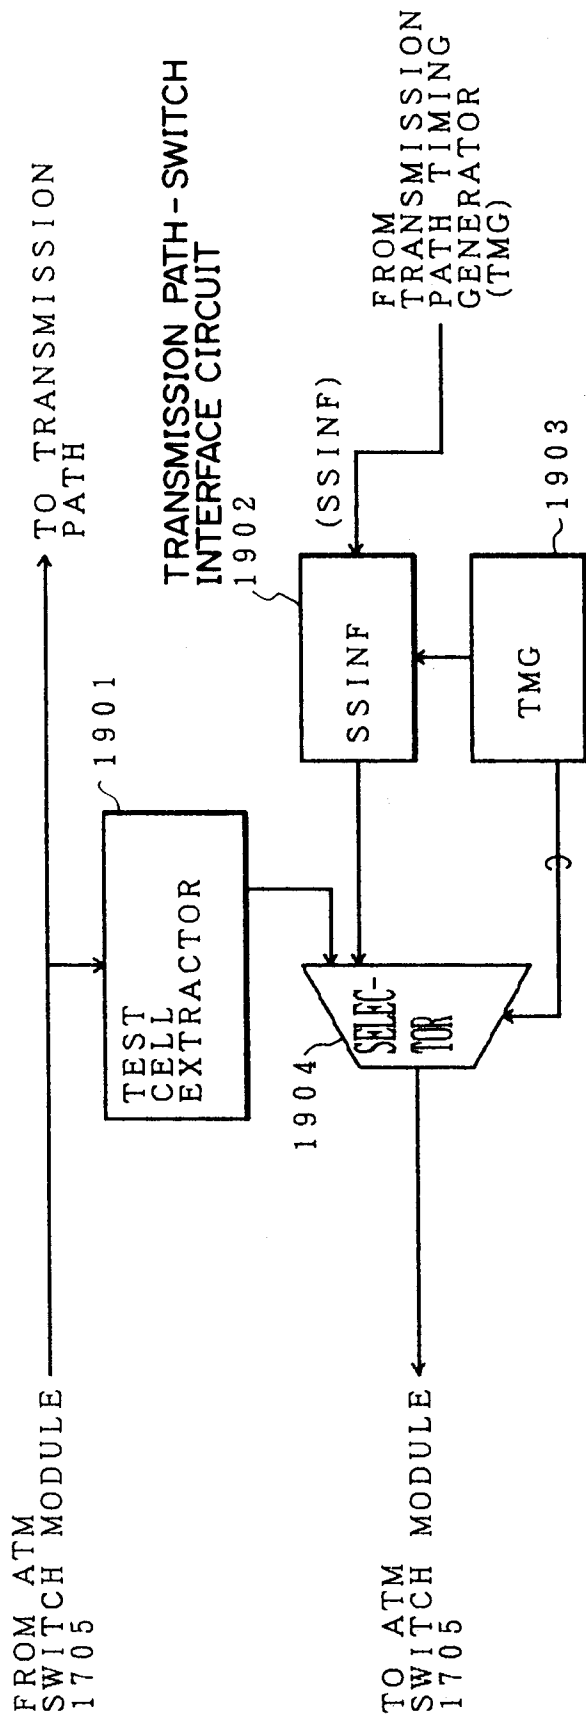 FROM ATM
SWITCH MODULE
1705
TO TRANSMISSION
PATH
TEST
CELL
EXTRACTOR
1901
TRANSMISSION PATH-SWITCH
INTERFACE CIRCUIT
1902
SSINF
(SSINF)
FROM
TRANSMISSION
PATH TIMING
GENERATOR
(TMG)
TMG
1903
1904
SELEC-
TOR
TO ATM
SWITCH MODULE
1705